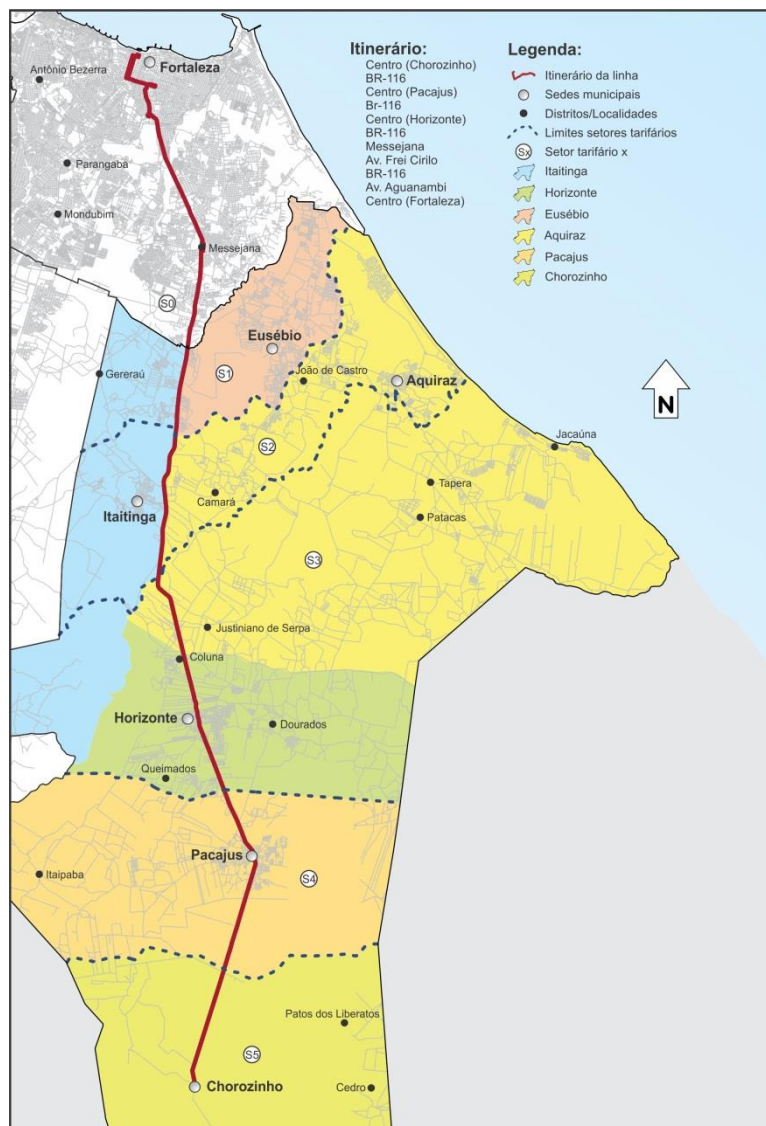 Itinerário:
Centro (Chorozinho)
BR-116
Centro (Pacajus)
Br-116
Centro (Horizonte)
BR-116
Messejana
Av. Frei Cirilo
BR-116
Av. Aguanambi
Centro (Fortaleza)
Legenda:
Itinerário da linha
Sedes municipais
Distritos/Localidades
Limites setores tarifários
Sx Setor tarifário x
Itaitinga
Horizonte
Eusébio
Aquiraz
Pacajus
Chorozinho
Fortaleza
Antônio Bezerra
Parangaba
Mondubim
Messejana
S0
Eusébio
Gereraú
S1
João de Castro
Aquiraz
N
S2
Jacaúna
Camará
Tapera
Itaitinga
Patacas
S3
Justiniano de Serpa
Coluna
Horizonte
Dourados
Queimados
Pacajus
Itaipaba
S4
Patos dos Liberatos
S5
Chorozinho
Cedro